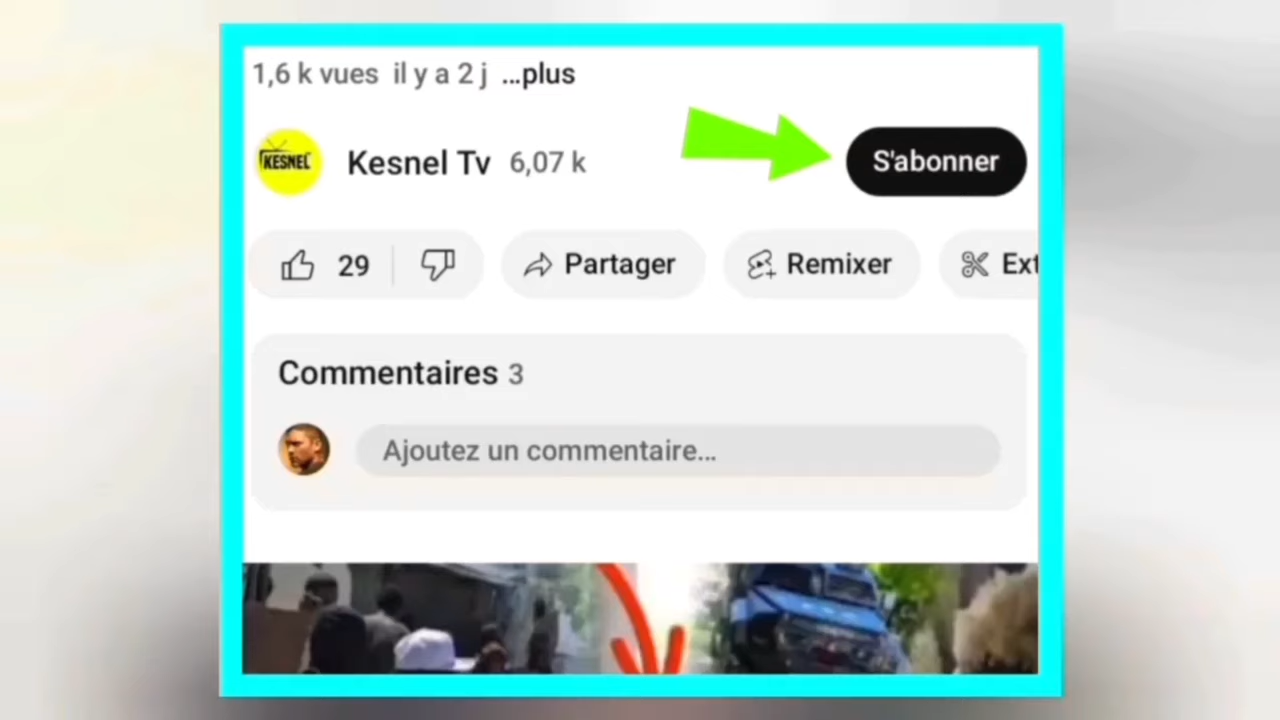 1,6 k vues il y a 2 j ...plus
KESNEL
Kesnel Tv 6,07 k
S'abonner
29
Partager
Remixer
Ext
Commentaires 3
Ajoutez un commentaire...